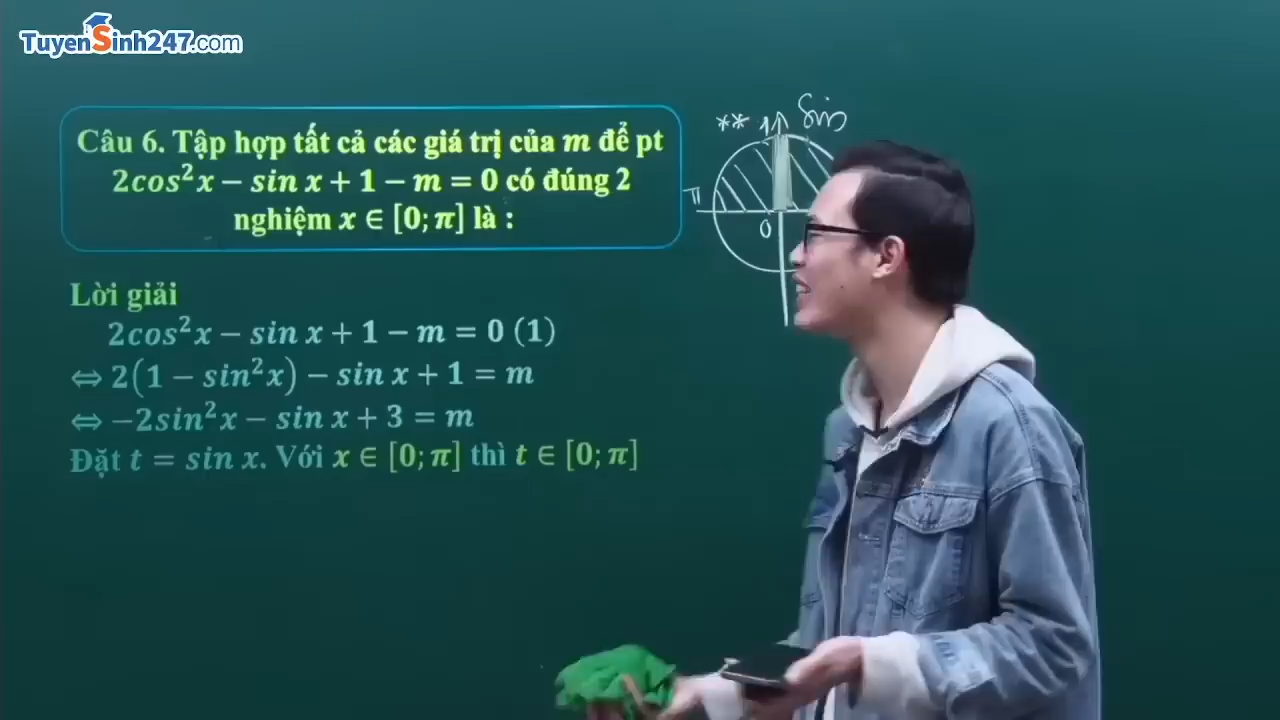 TuyenSinh247.com
Câu 6. Tập hợp tất cả các giá trị của m để pt
2cos²x − sin x + 1 − m = 0 có đúng 2
nghiệm x ∈ [0; π] là :
** 1 Sin
π
0
Lời giải
2cos²x − sin x + 1 − m = 0 (1)
⇔ 2(1 − sin²x) − sin x + 1 = m
⇔ −2sin²x − sin x + 3 = m
Đặt t = sin x. Với x ∈ [0; π] thì t ∈ [0; π]